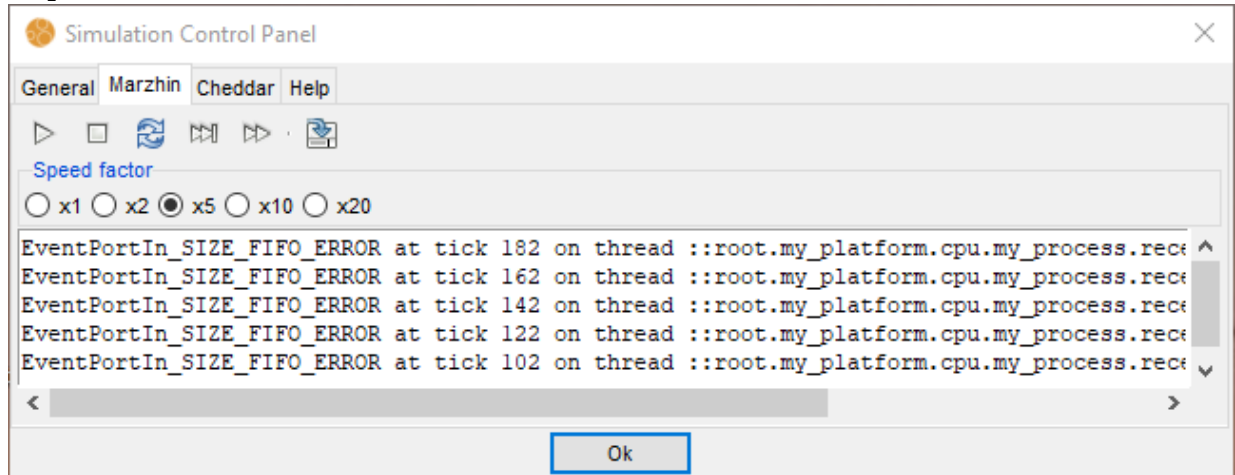 Simulation Control Panel
General Marzhin Cheddar Help
Speed factor
x1 x2 x5 x10 x20
EventPortIn_SIZE_FIFO_ERROR at tick 182 on thread ::root.my_platform.cpu.my_process.rece
EventPortIn_SIZE_FIFO_ERROR at tick 162 on thread ::root.my_platform.cpu.my_process.rece
EventPortIn_SIZE_FIFO_ERROR at tick 142 on thread ::root.my_platform.cpu.my_process.rece
EventPortIn_SIZE_FIFO_ERROR at tick 122 on thread ::root.my_platform.cpu.my_process.rece
EventPortIn_SIZE_FIFO_ERROR at tick 102 on thread ::root.my_platform.cpu.my_process.rece
Ok